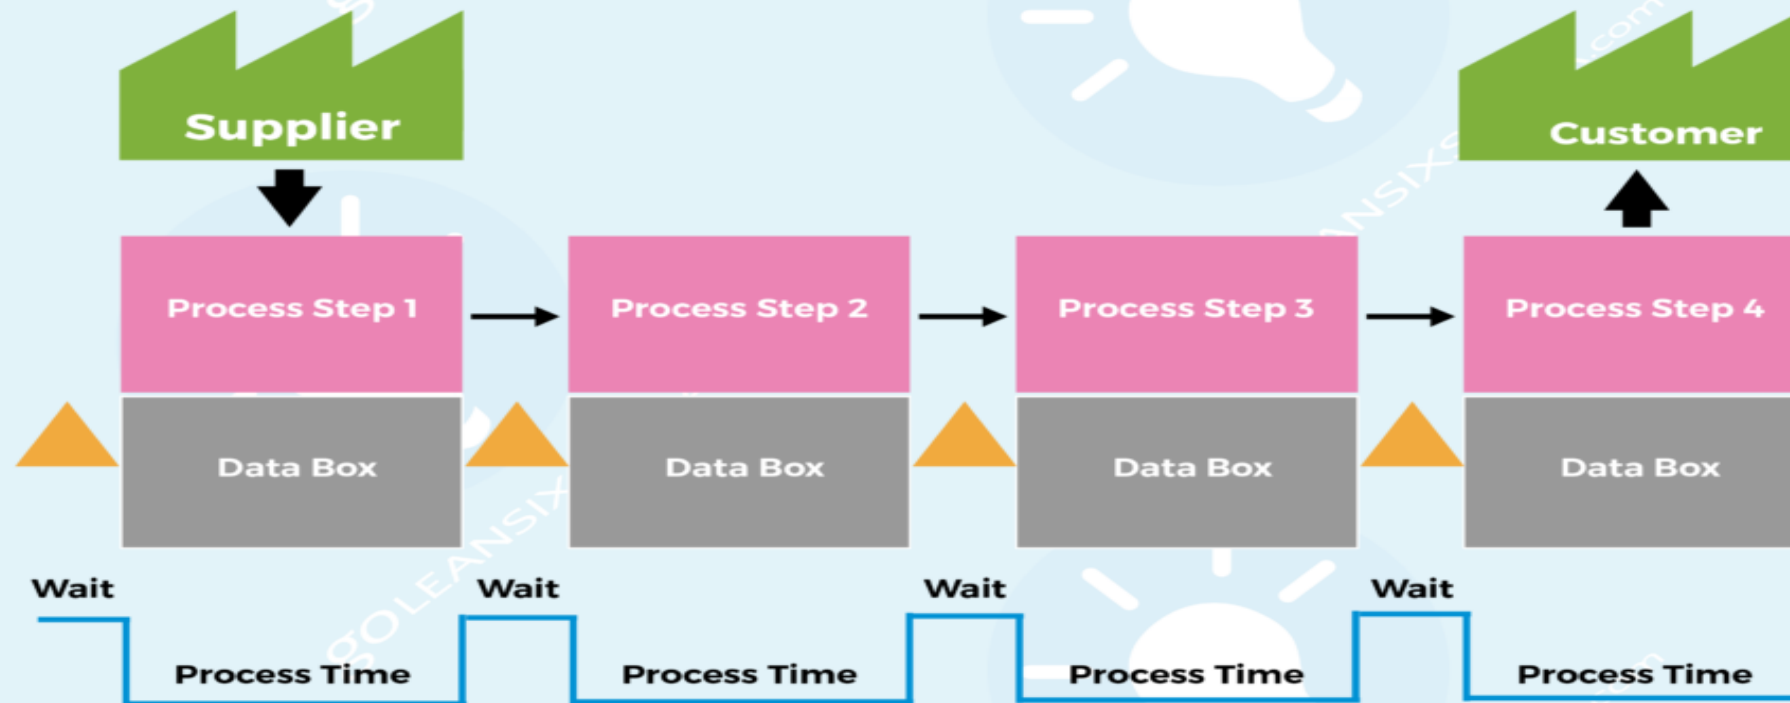 Supplier
Customer
Process Step 1
Process Step 2
Process Step 3
Process Step 4
Data Box
Data Box
Data Box
Data Box
Wait
Wait
Wait
Wait
Process Time
Process Time
Process Time
Process Time